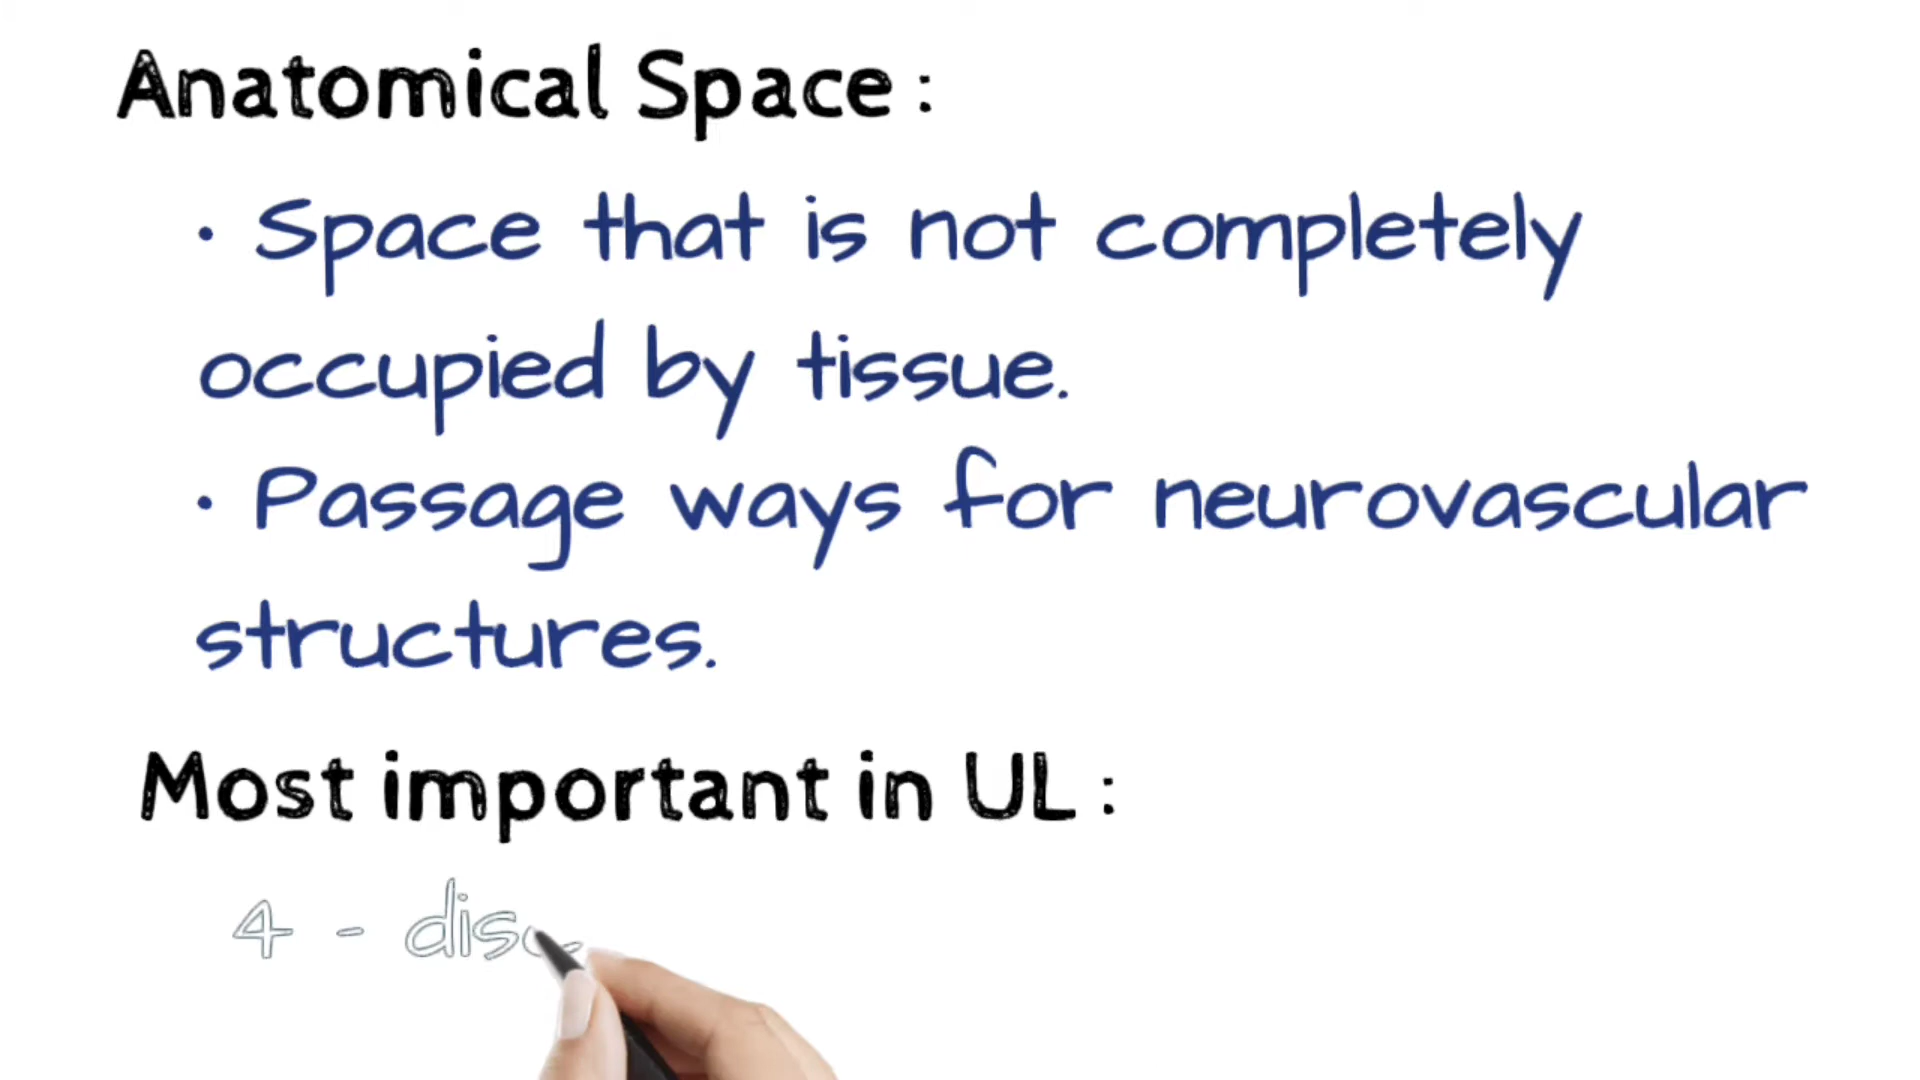 Anatomical Space :
• Space that is not completely
occupied by tissue.
• Passage ways for neurovascular
structures.
Most important in UL :
4 -